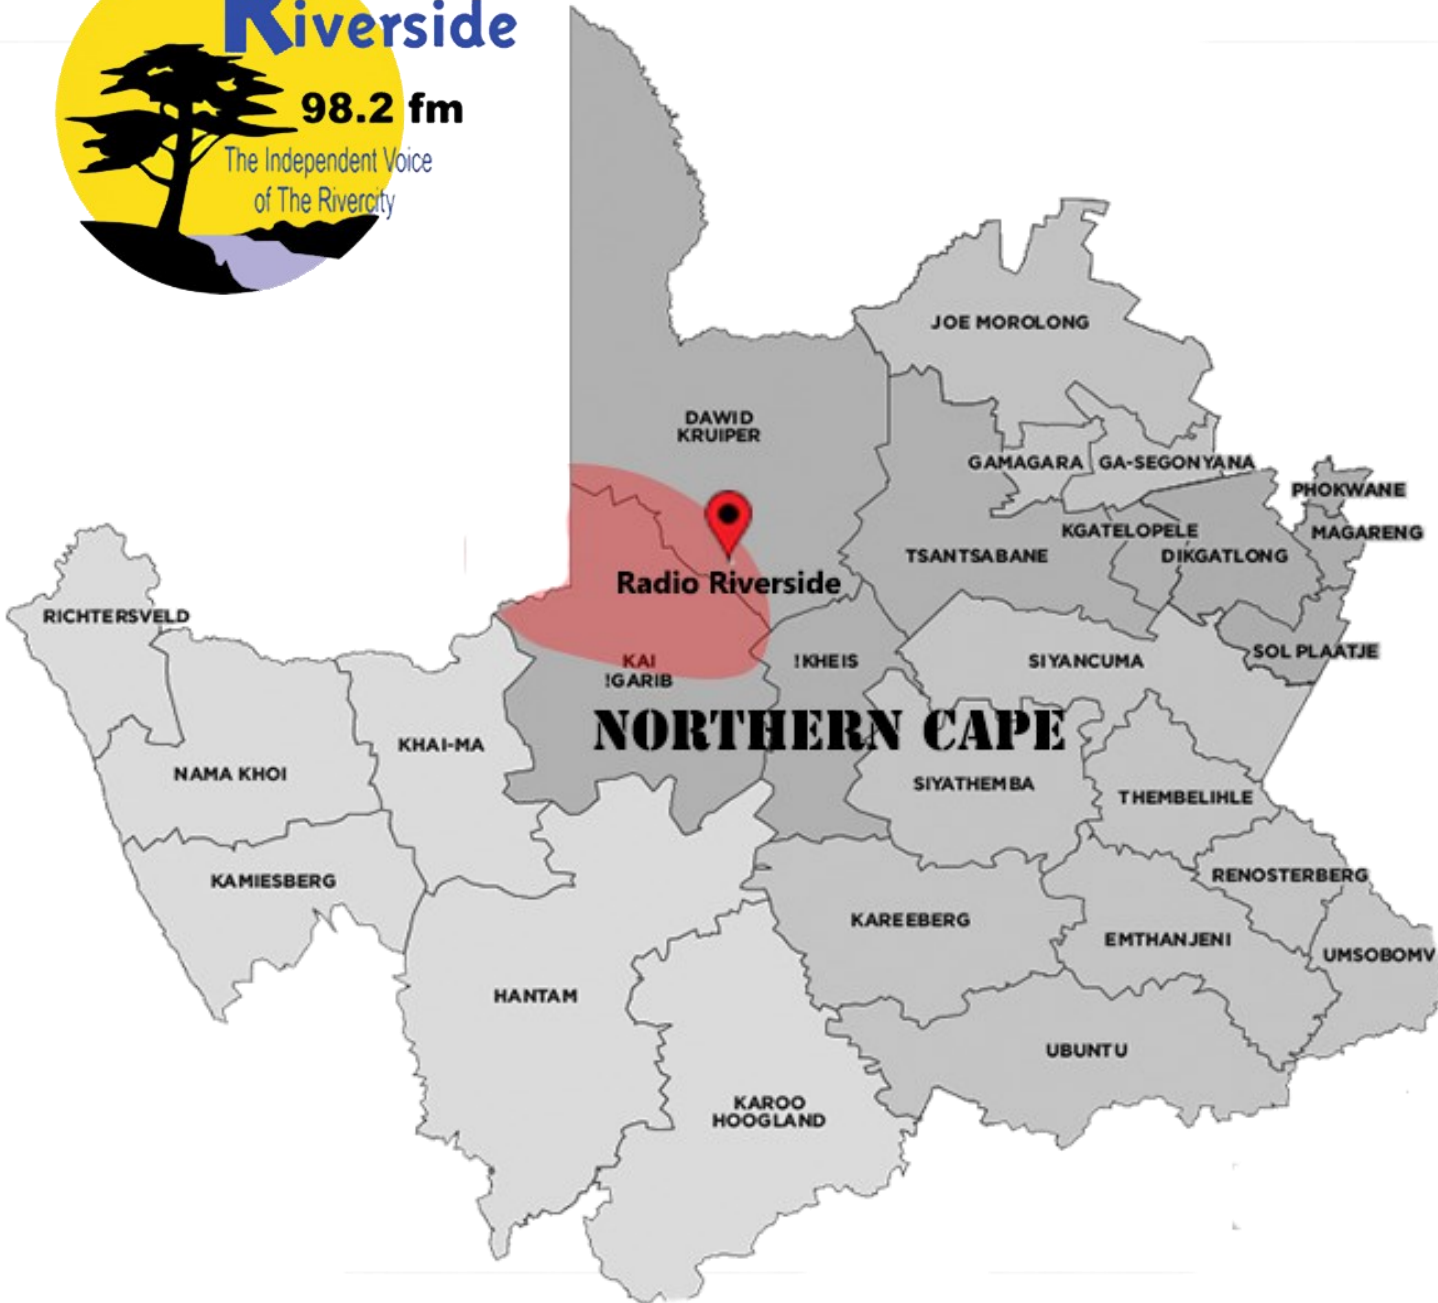 Riverside
98.2 fm
The Independent Voice
of The Rivercity
JOE MOROLONG
DAWID
KRUIPER
GAMAGARA
GA-SEGONYANA
PHOKWANE
MAGARENG
KGATELOPELE
TSANTSABANE
DIKGATLONG
Radio Riverside
RICHTERSVELD
KAI
!GARIB
!KHEIS
SIYANCUMA
SOL PLAATJE
NORTHERN CAPE
KHAI-MA
NAMA KHOI
SIYATHEMBA
THEMBELIHLE
KAMIESBERG
RENOSTERBERG
KAREEBERG
EMTHANJENI
UMSOBOMV
HANTAM
UBUNTU
KAROO
HOOGLAND